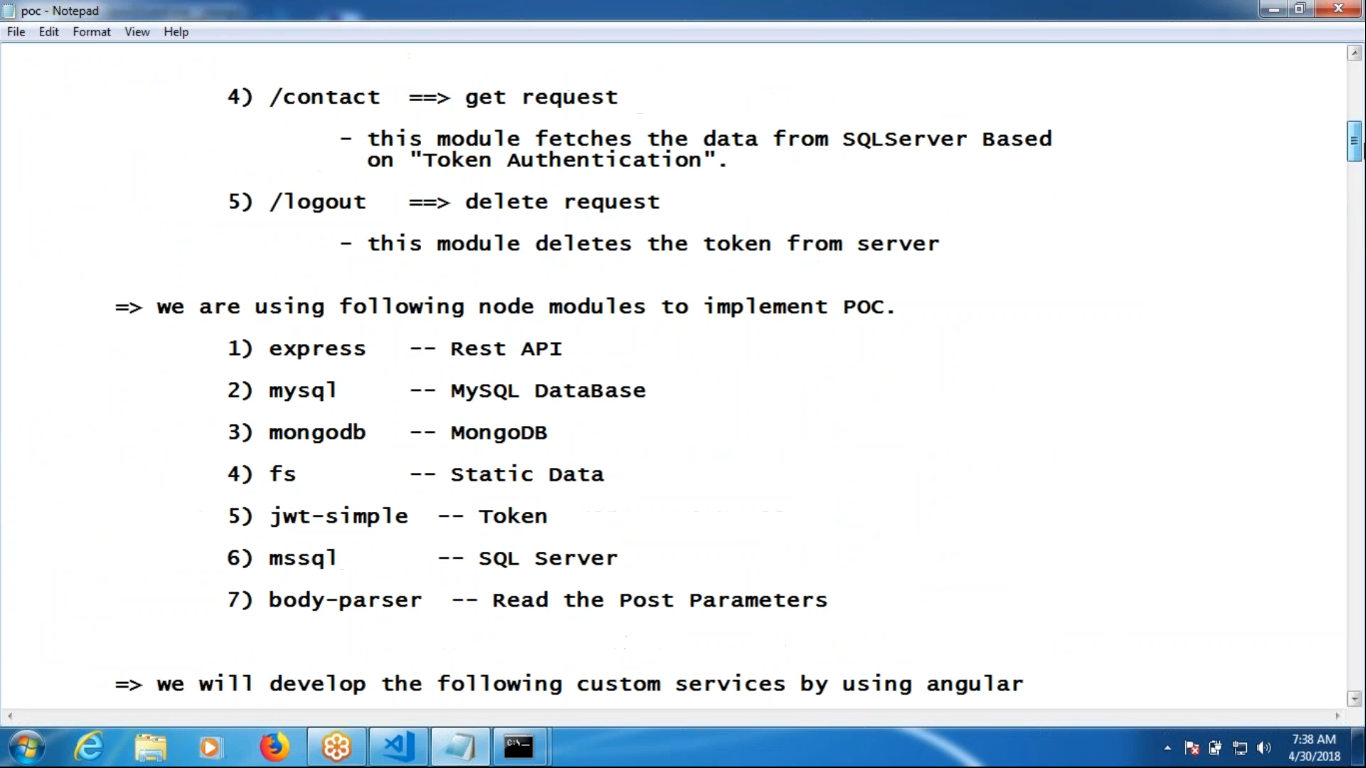 poc - Notepad
File Edit Format View Help
4) /contact ==> get request
- this module fetches the data from SQLServer Based
on "Token Authentication".
5) /logout ==> delete request
- this module deletes the token from server
=> we are using following node modules to implement POC.
1) express -- Rest API
2) mysql -- MySQL DataBase
3) mongodb -- MongoDB
4) fs -- Static Data
5) jwt-simple -- Token
6) mssql -- SQL Server
7) body-parser -- Read the Post Parameters
=> we will develop the following custom services by using angular
7:38 AM
4/30/2018